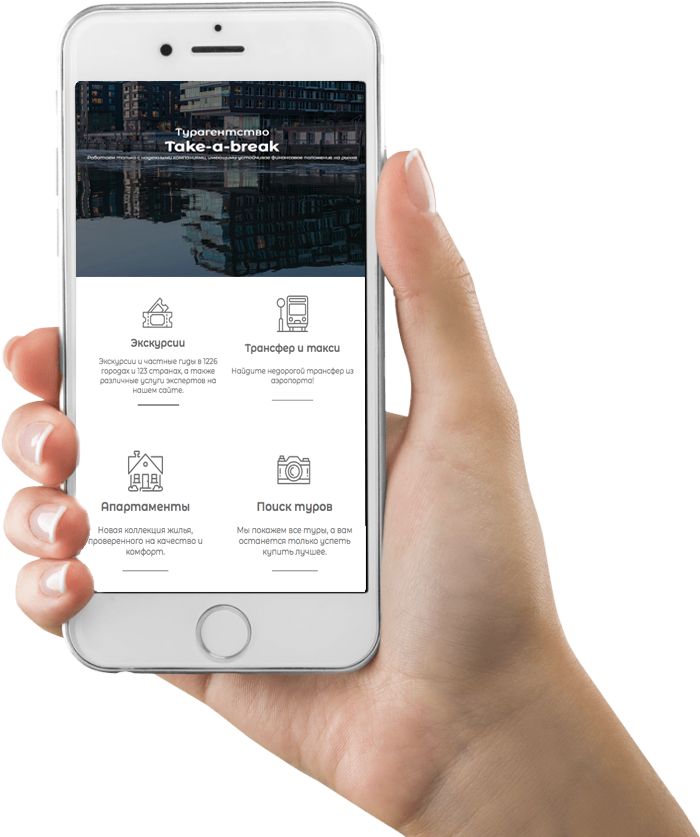 Турагентство
Take-a-break
Работаем только с надежными компаниями, имеющими устойчивое финансовое положение на рынке
Экскурсии
Экскурсии и частные гиды в 1226
городах и 123 странах, а также
различные услуги экспертов на
нашем сайте.
Трансфер и такси
Найдите недорогой трансфер из
аэропорта!
Апартаменты
Новая коллекция жилья,
проверенного на качество и
комфорт.
Поиск туров
Мы покажем все туры, а вам
останется только успеть
купить лучшее.